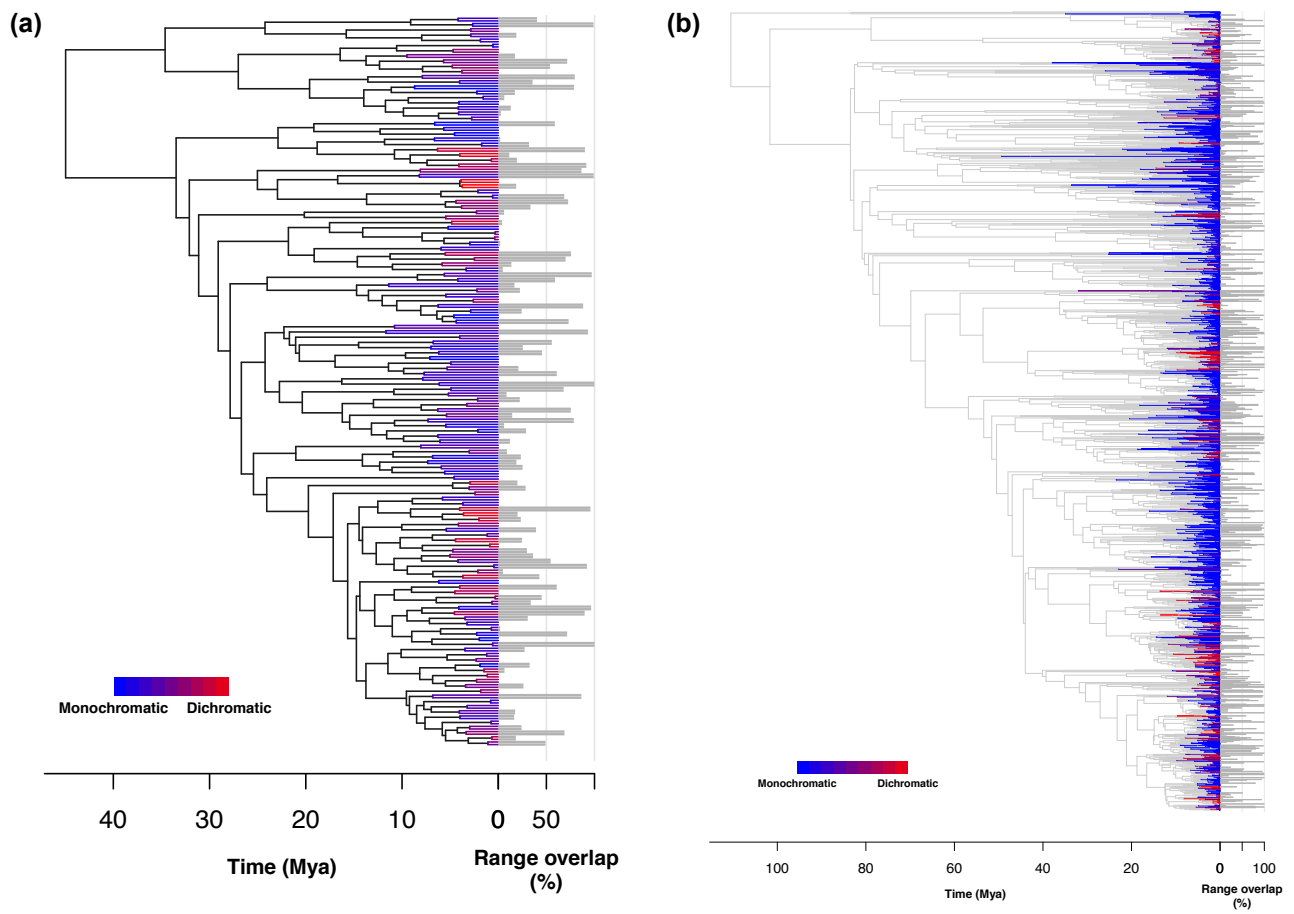 (a)
Monochromatic Dichromatic
40 30 20 10 0 50
Time (Mya)
Range overlap
(%)
(b)
Monochromatic Dichromatic
100 80 60 40 20 0 100
Time (Mya)
Range overlap
(%)